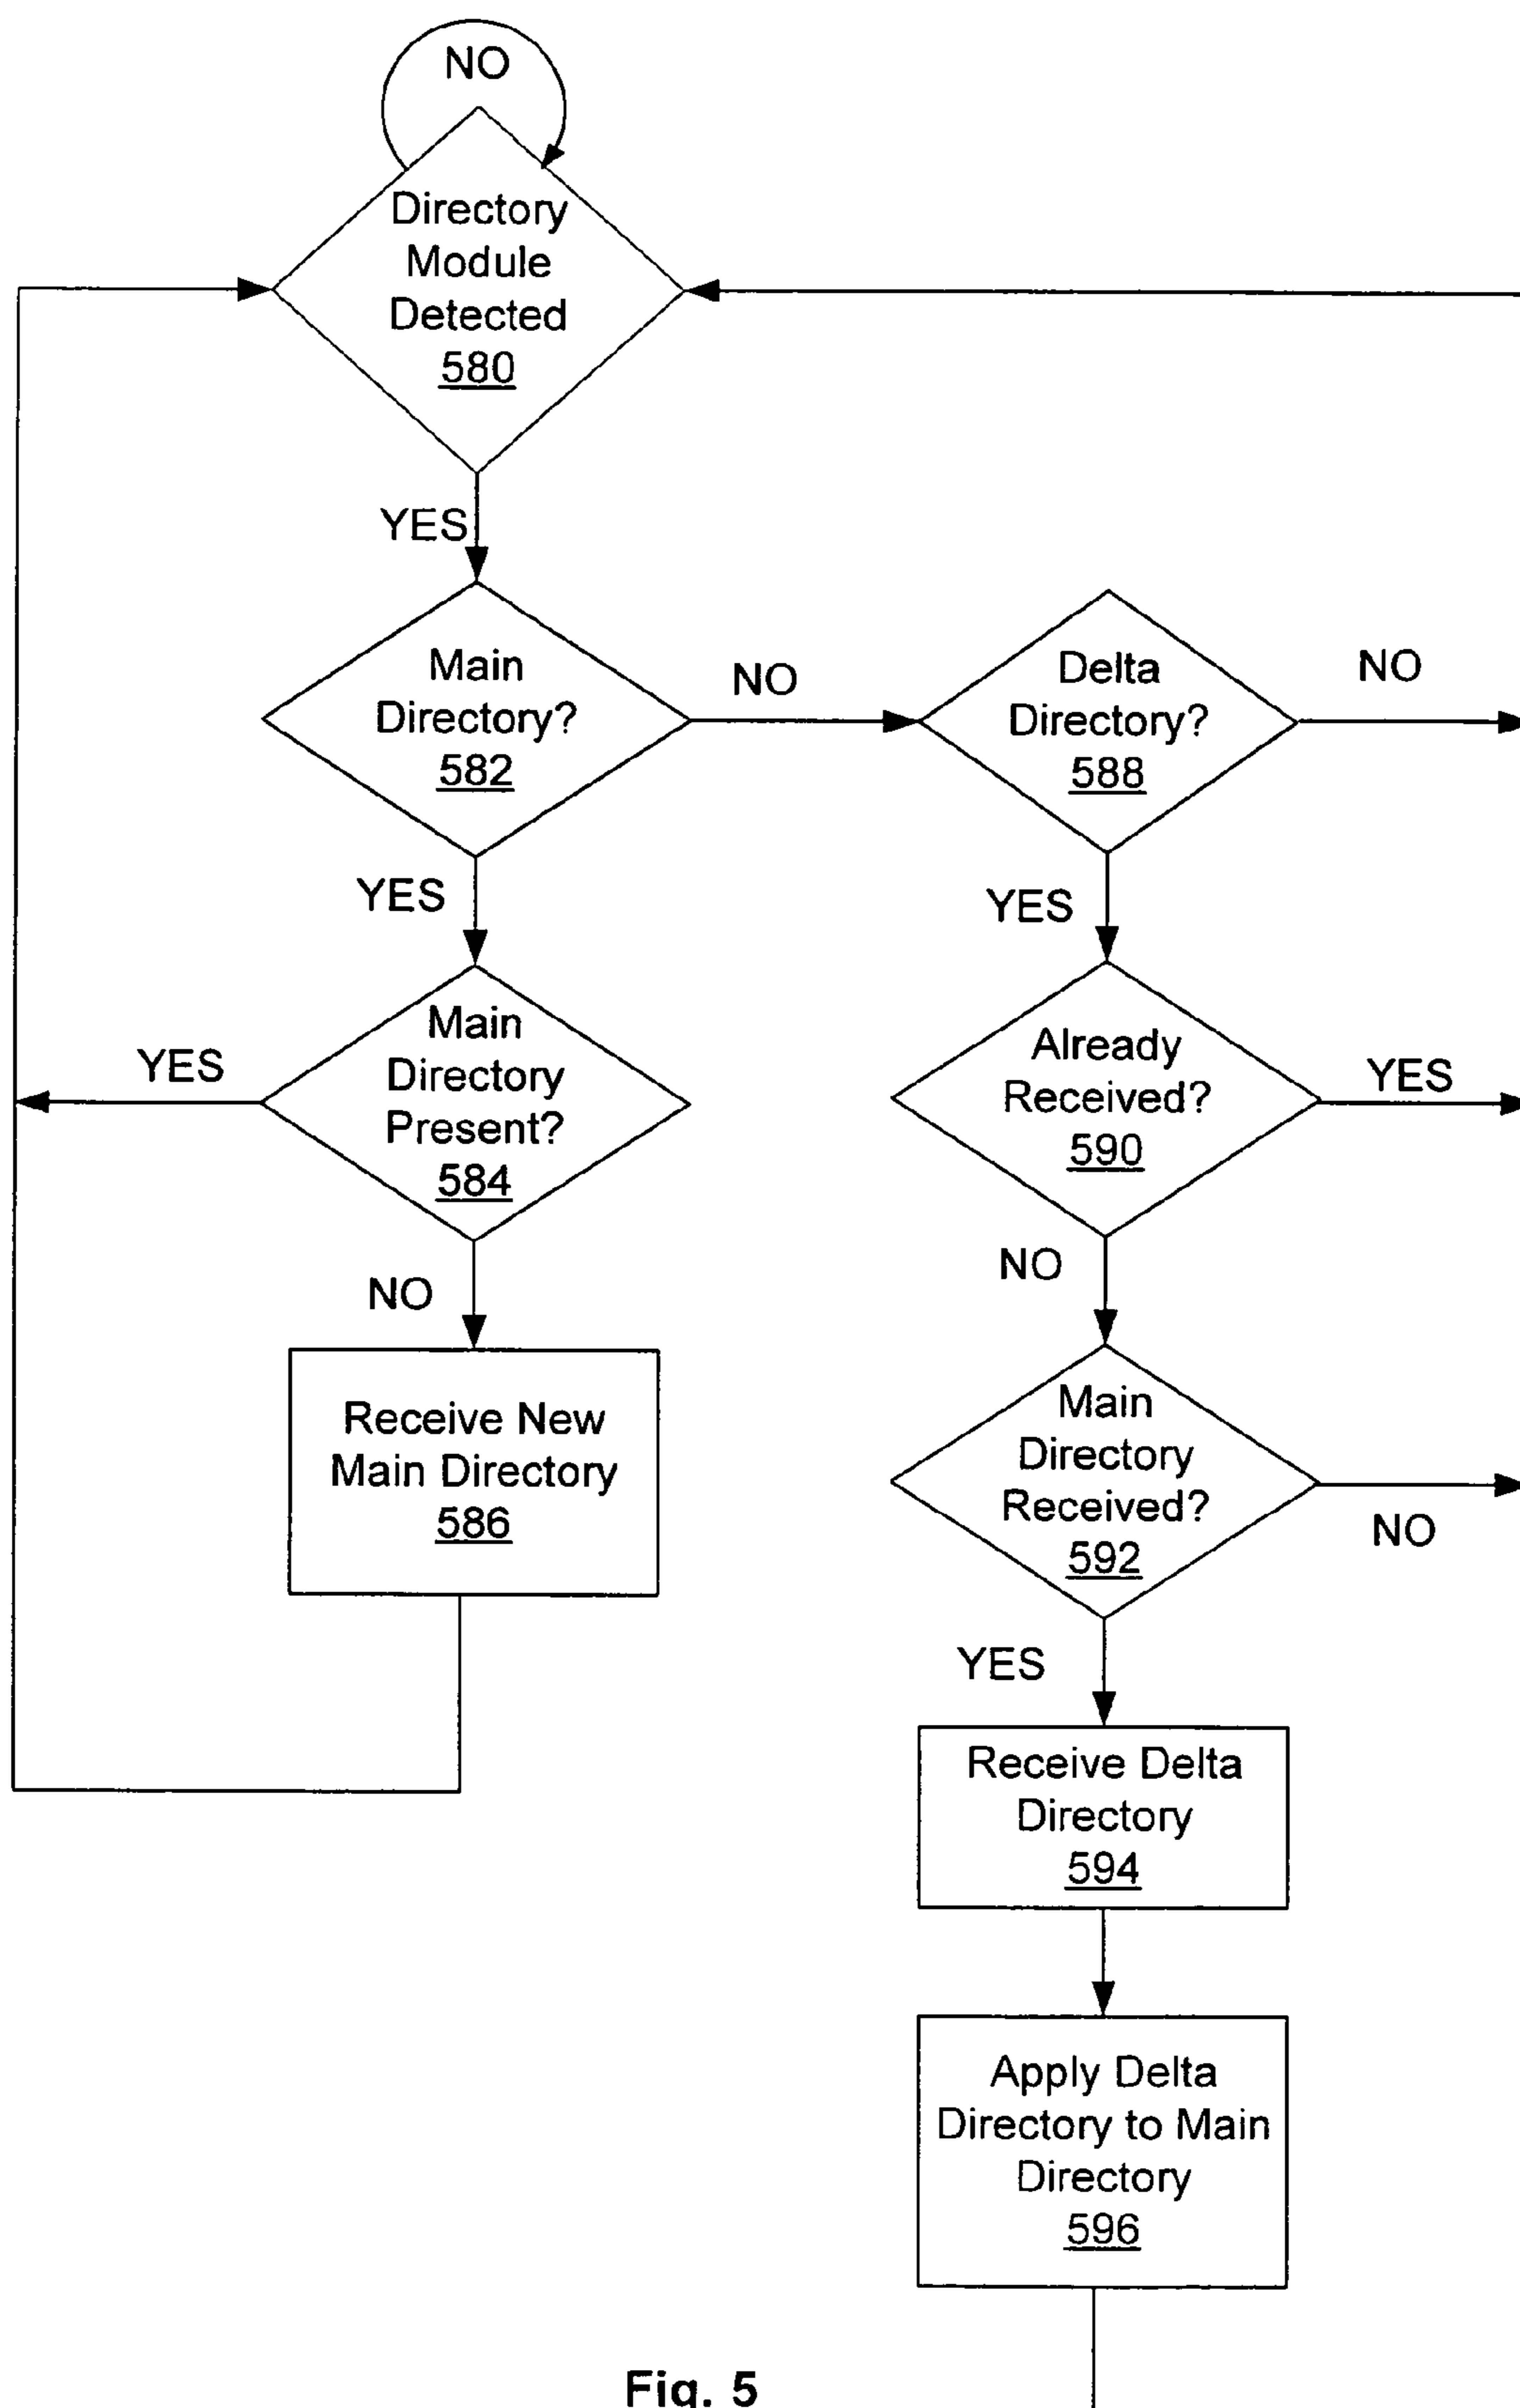 NO
Directory
Module
Detected
580
YES
Main
Directory?
582
NO
Delta
Directory?
588
NO
YES
YES
Main
Directory
Present?
584
YES
Already
Received?
590
YES
NO
NO
Receive New
Main Directory
586
Main
Directory
Received?
592
NO
YES
Receive Delta
Directory
594
Apply Delta
Directory to Main
Directory
596
Fig. 5